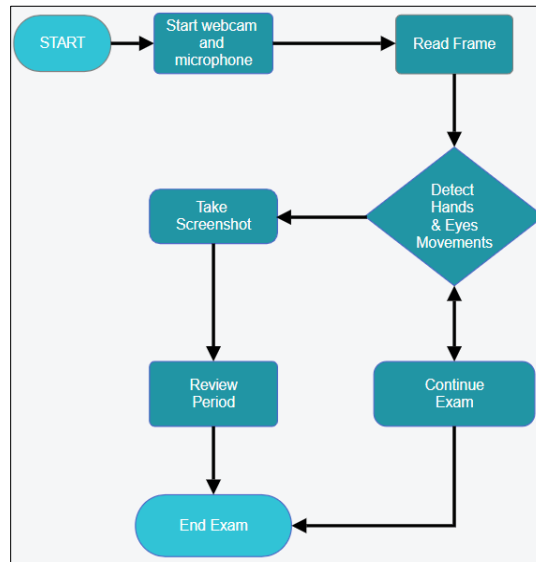 START
Start webcam
and
microphone
Read Frame
Detect
Hands
& Eyes
Movements
Take
Screenshot
Review
Period
Continue
Exam
End Exam